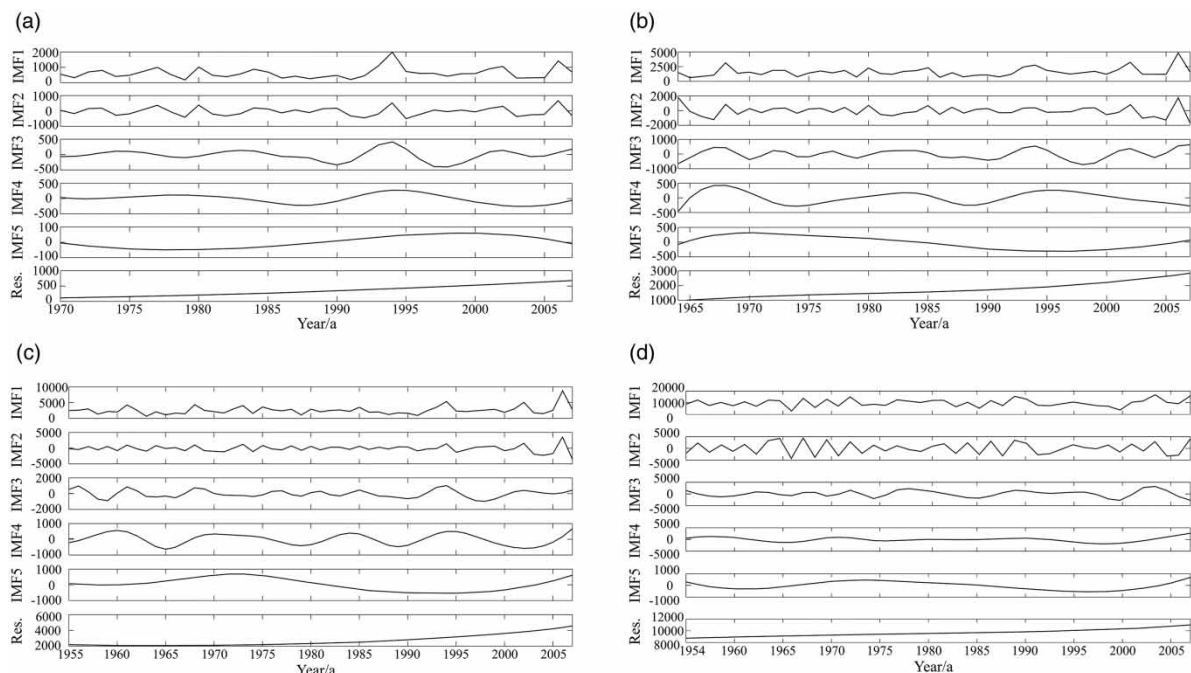 (a)
2000
1000
0
IMF1
1000
0
-1000
IMF2
500
0
-500
IMF3
500
0
-500
IMF4
100
0
-100
IMF5
1000
500
0
Res.
1970 1975 1980 1985 1990 1995 2000 2005
Year/a
(b)
5000
2500
0
IMF1
2000
0
-2000
IMF2
1000
0
-1000
IMF3
500
0
-500
IMF4
500
0
-500
IMF5
3000
2000
1000
Res.
1965 1970 1975 1980 1985 1990 1995 2000 2005
Year/a
(c)
10000
5000
0
IMF1
5000
0
-5000
IMF2
2000
0
-2000
IMF3
1000
0
-1000
IMF4
1000
0
-1000
IMF5
6000
4000
2000
Res.
1955 1960 1965 1970 1975 1980 1985 1990 1995 2000 2005
Year/a
(d)
20000
10000
0
IMF1
5000
0
-5000
IMF2
5000
0
-5000
IMF3
5000
0
-5000
IMF4
1000
0
-1000
IMF5
12000
10000
8000
Res.
1954 1960 1965 1970 1975 1980 1985 1990 1995 2000 2005
Year/a